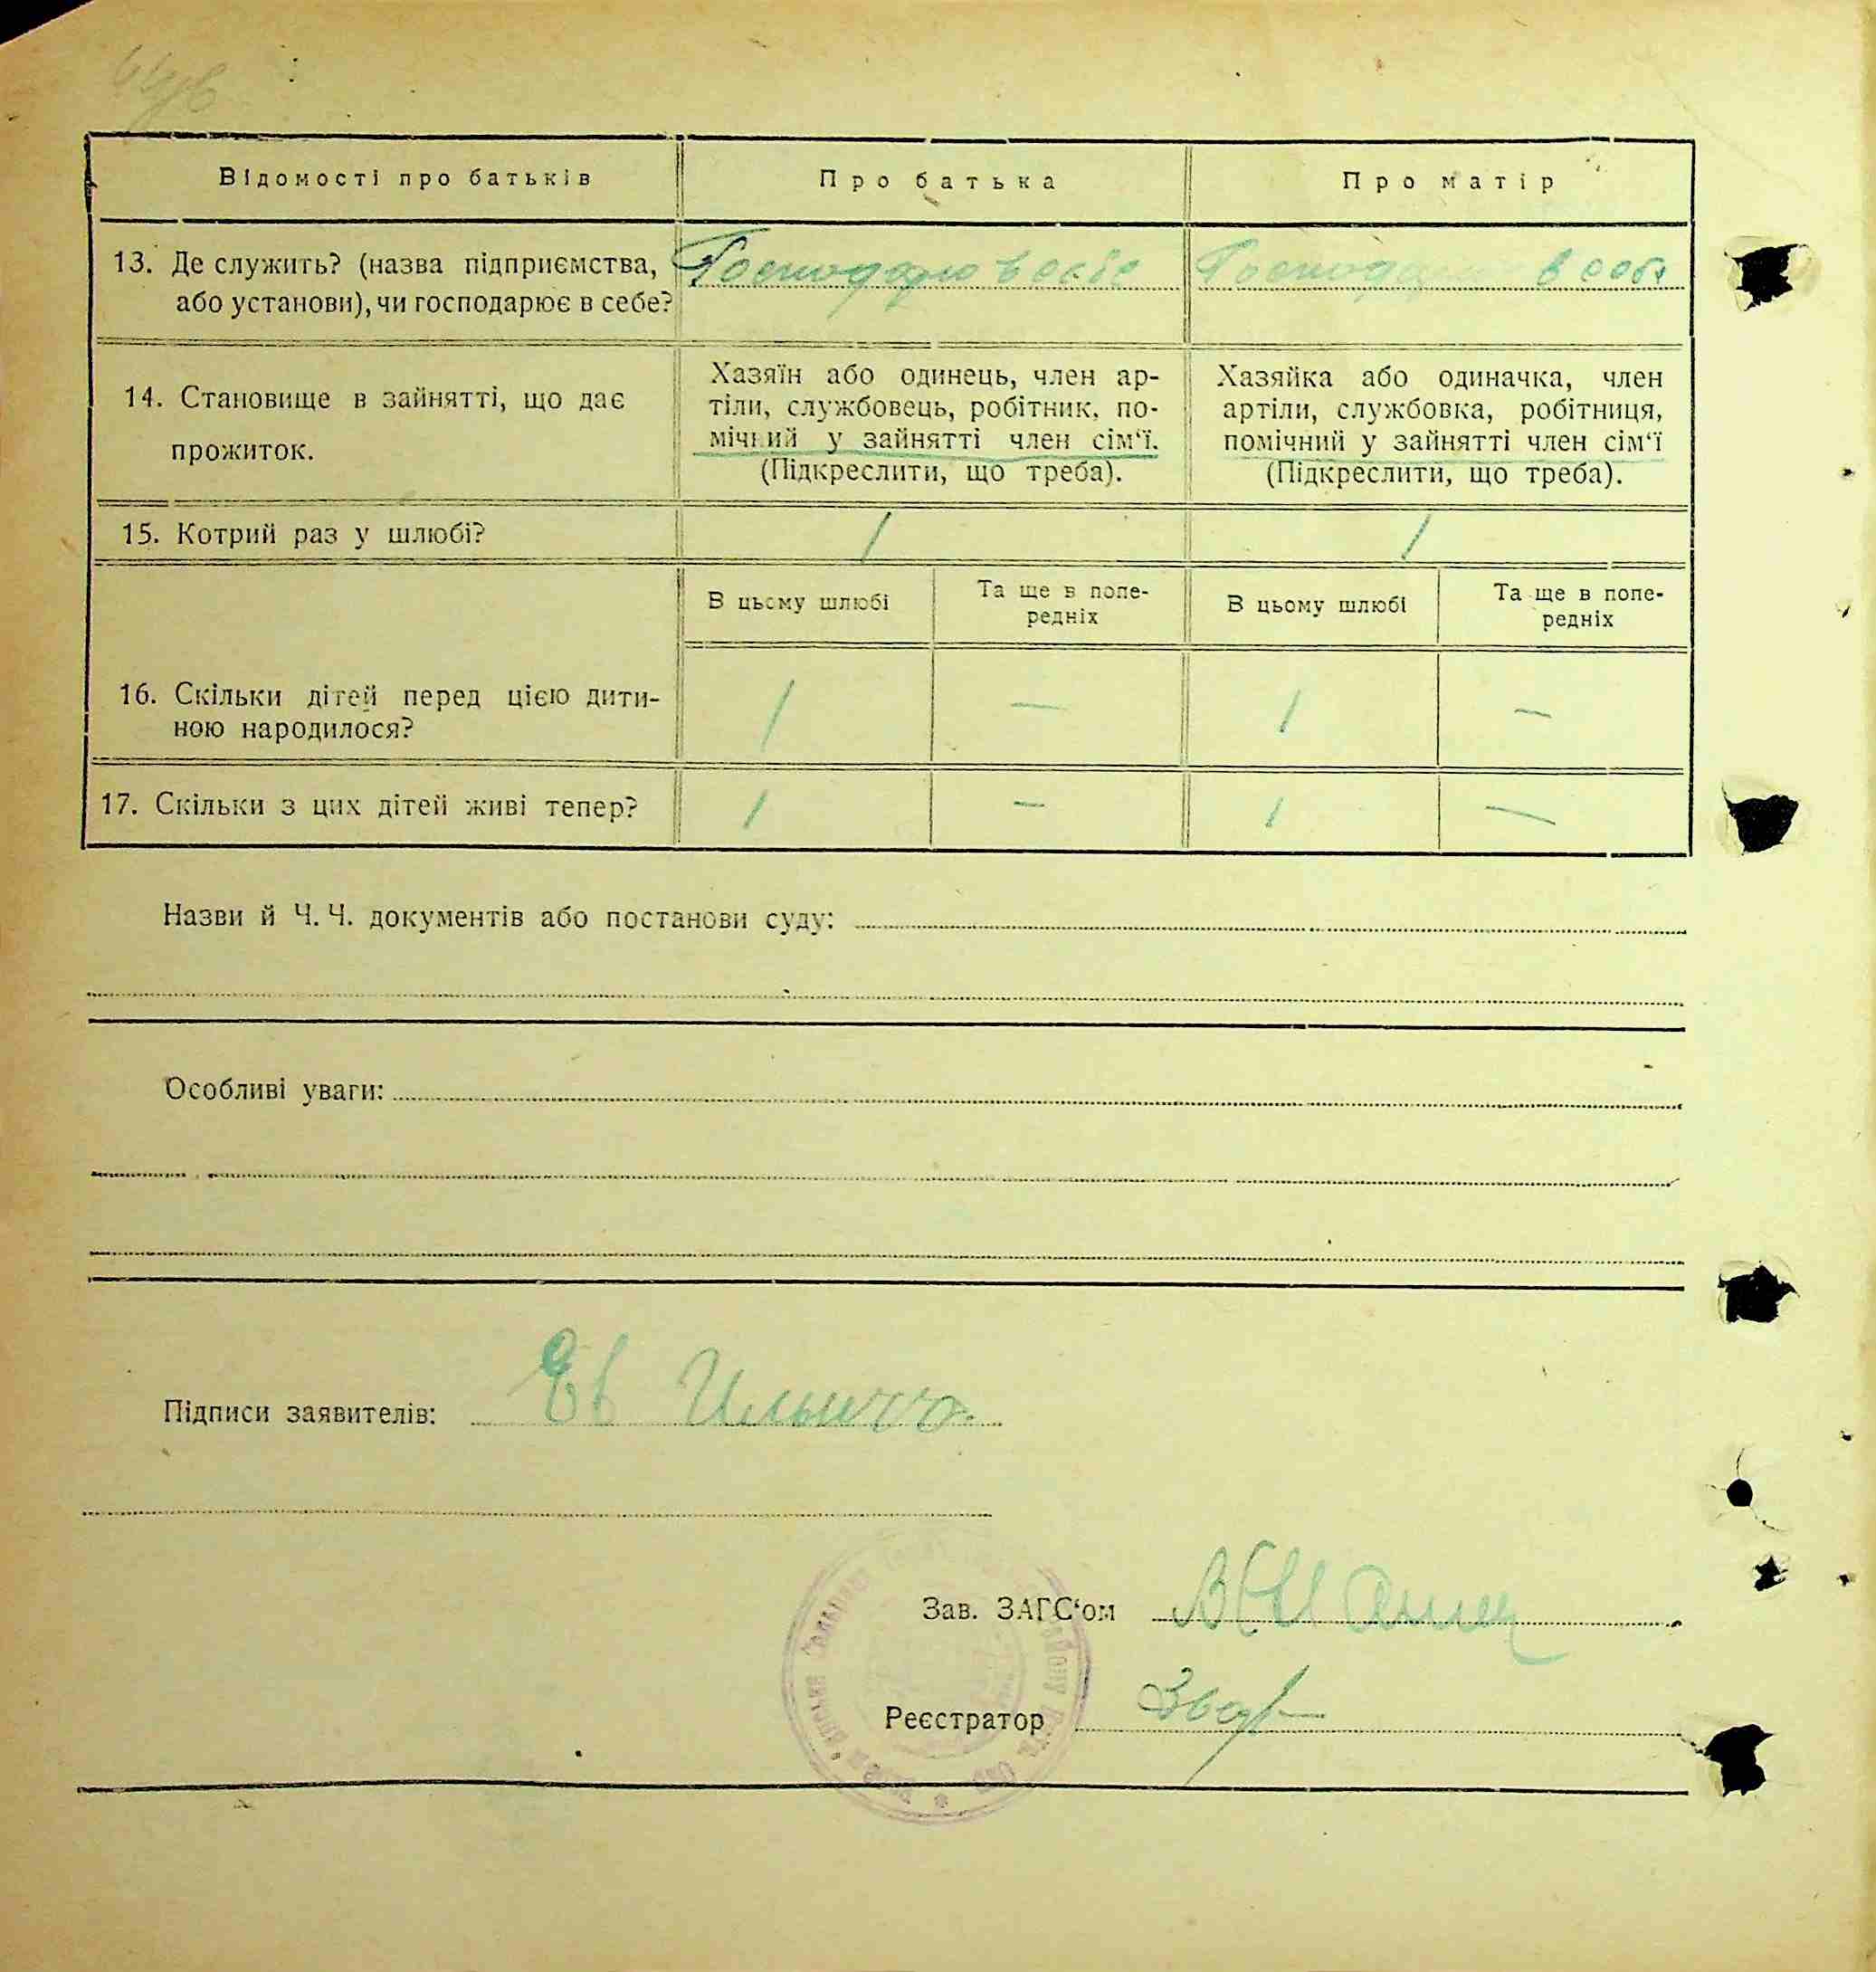 Відомості про батьків
Про батька
Про матір
13. Де служить? (назва підприємства,
або установи), чи господарює в себе?
Господарю в себе
Господарю в себе
14. Становище в зайнятті, що дає
прожиток.
Хазяїн або одинець, член ар-
тіли, службовець, робітник, по-
мічний у зайнятті член сім‘ї.
(Підкреслити, що треба).
Хазяйка або одиначка, член
артіли, службовка, робітниця,
помічний у зайнятті член сім‘ї
(Підкреслити, що треба).
15. Котрий раз у шлюбі?
1
1
В цьому шлюбі
Та ще в попе-
редніх
В цьому шлюбі
Та ще в попе-
редніх
16. Скільки дітей перед цією дити-
ною народилося?
1
—
1
—
17. Скільки з цих дітей живі тепер?
1
—
1
—
Назви й Ч. Ч. документів або постанови суду:
Особливі уваги:
Підписи заявителів:
Зав. ЗАГС‘ом
Реєстратор